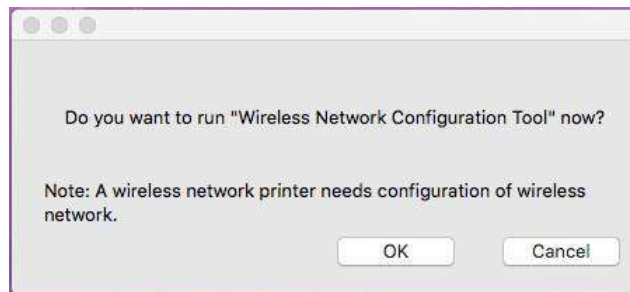 Do you want to run "Wireless Network Configuration Tool" now?
Note: A wireless network printer needs configuration of wireless
network.
OK Cancel